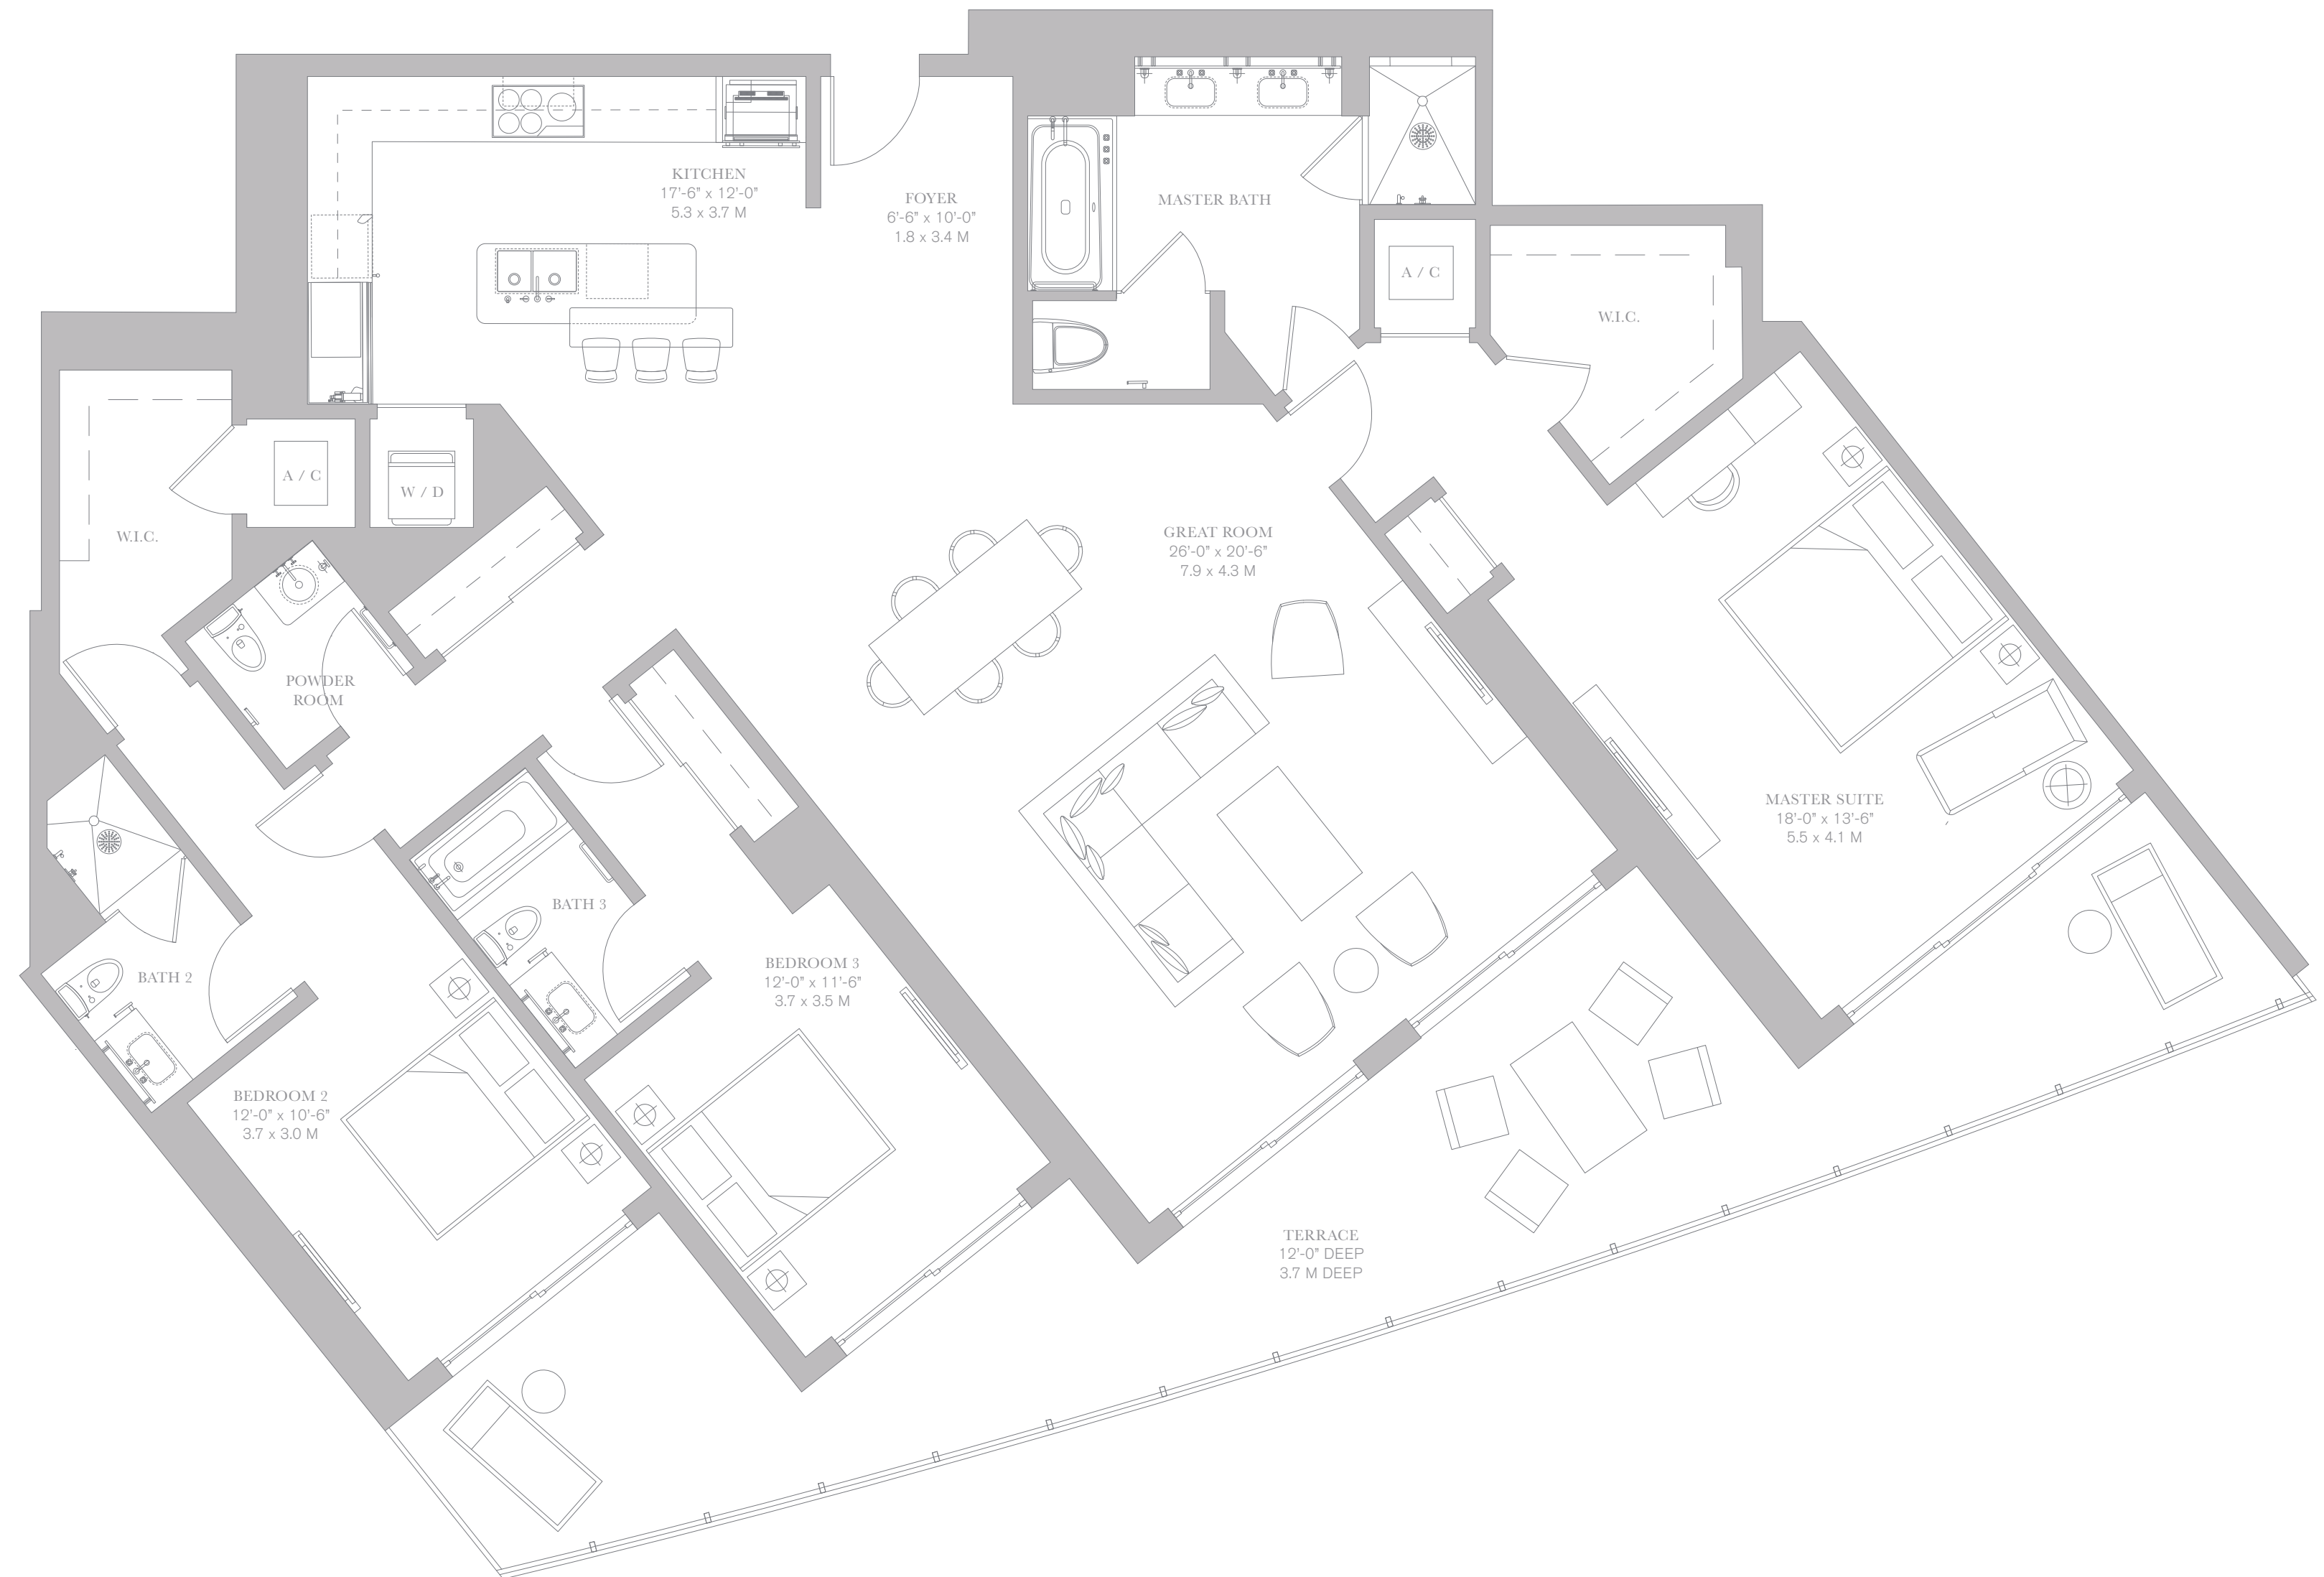 KITCHEN
17'-6" x 12'-0"
5.3 x 3.7 M
FOYER
6'-6" x 10'-0"
1.8 x 3.4 M
MASTER BATH
A / C
W.I.C.
A / C
W / D
W.I.C.
GREAT ROOM
26'-0" x 20'-6"
7.9 x 4.3 M
POWDER
ROOM
MASTER SUITE
18'-0" x 13'-6"
5.5 x 4.1 M
BATH 3
BATH 2
BEDROOM 3
12'-0" x 11'-6"
3.7 x 3.5 M
BEDROOM 2
12'-0" x 10'-6"
3.7 x 3.0 M
TERRACE
12'-0" DEEP
3.7 M DEEP